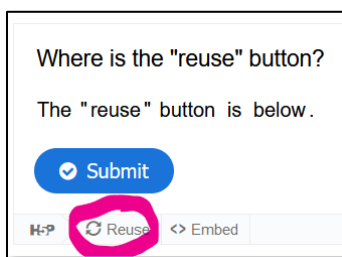 Where is the "reuse" button?
The "reuse" button is below.
Submit
H-P Reuse <> Embed